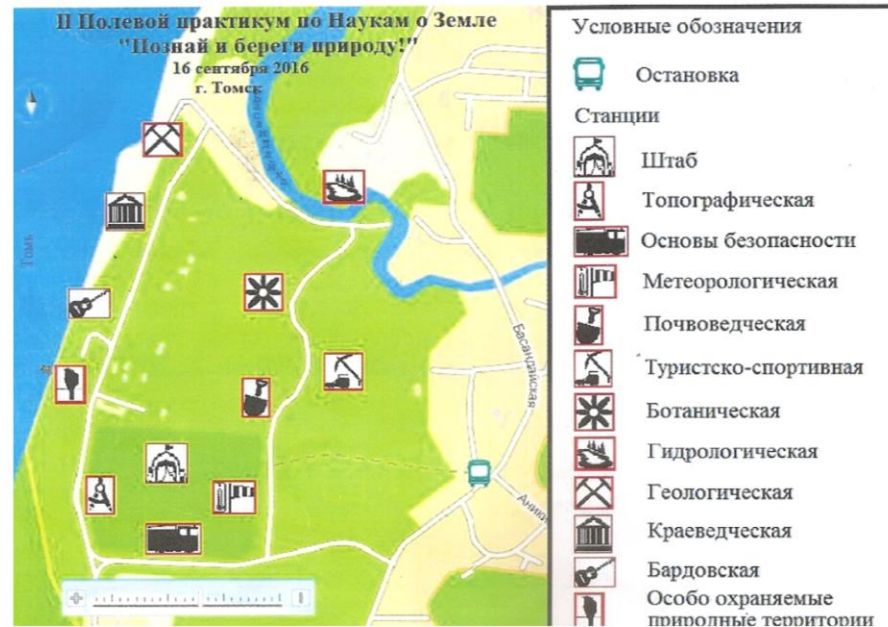 II Полевой практикум по Наукам о Земле
"Познай и береги природу!"
16 сентября 2016
г. Томск
Томь
Басандайская
Аники
Условные обозначения
Остановка
Станции
Штаб
Топографическая
Основы безопасности
Метеорологическая
Почвоведческая
Туристско-спортивная
Ботаническая
Гидрологическая
Геологическая
Краеведческая
Бардовская
Особо охраняемые
природные территории